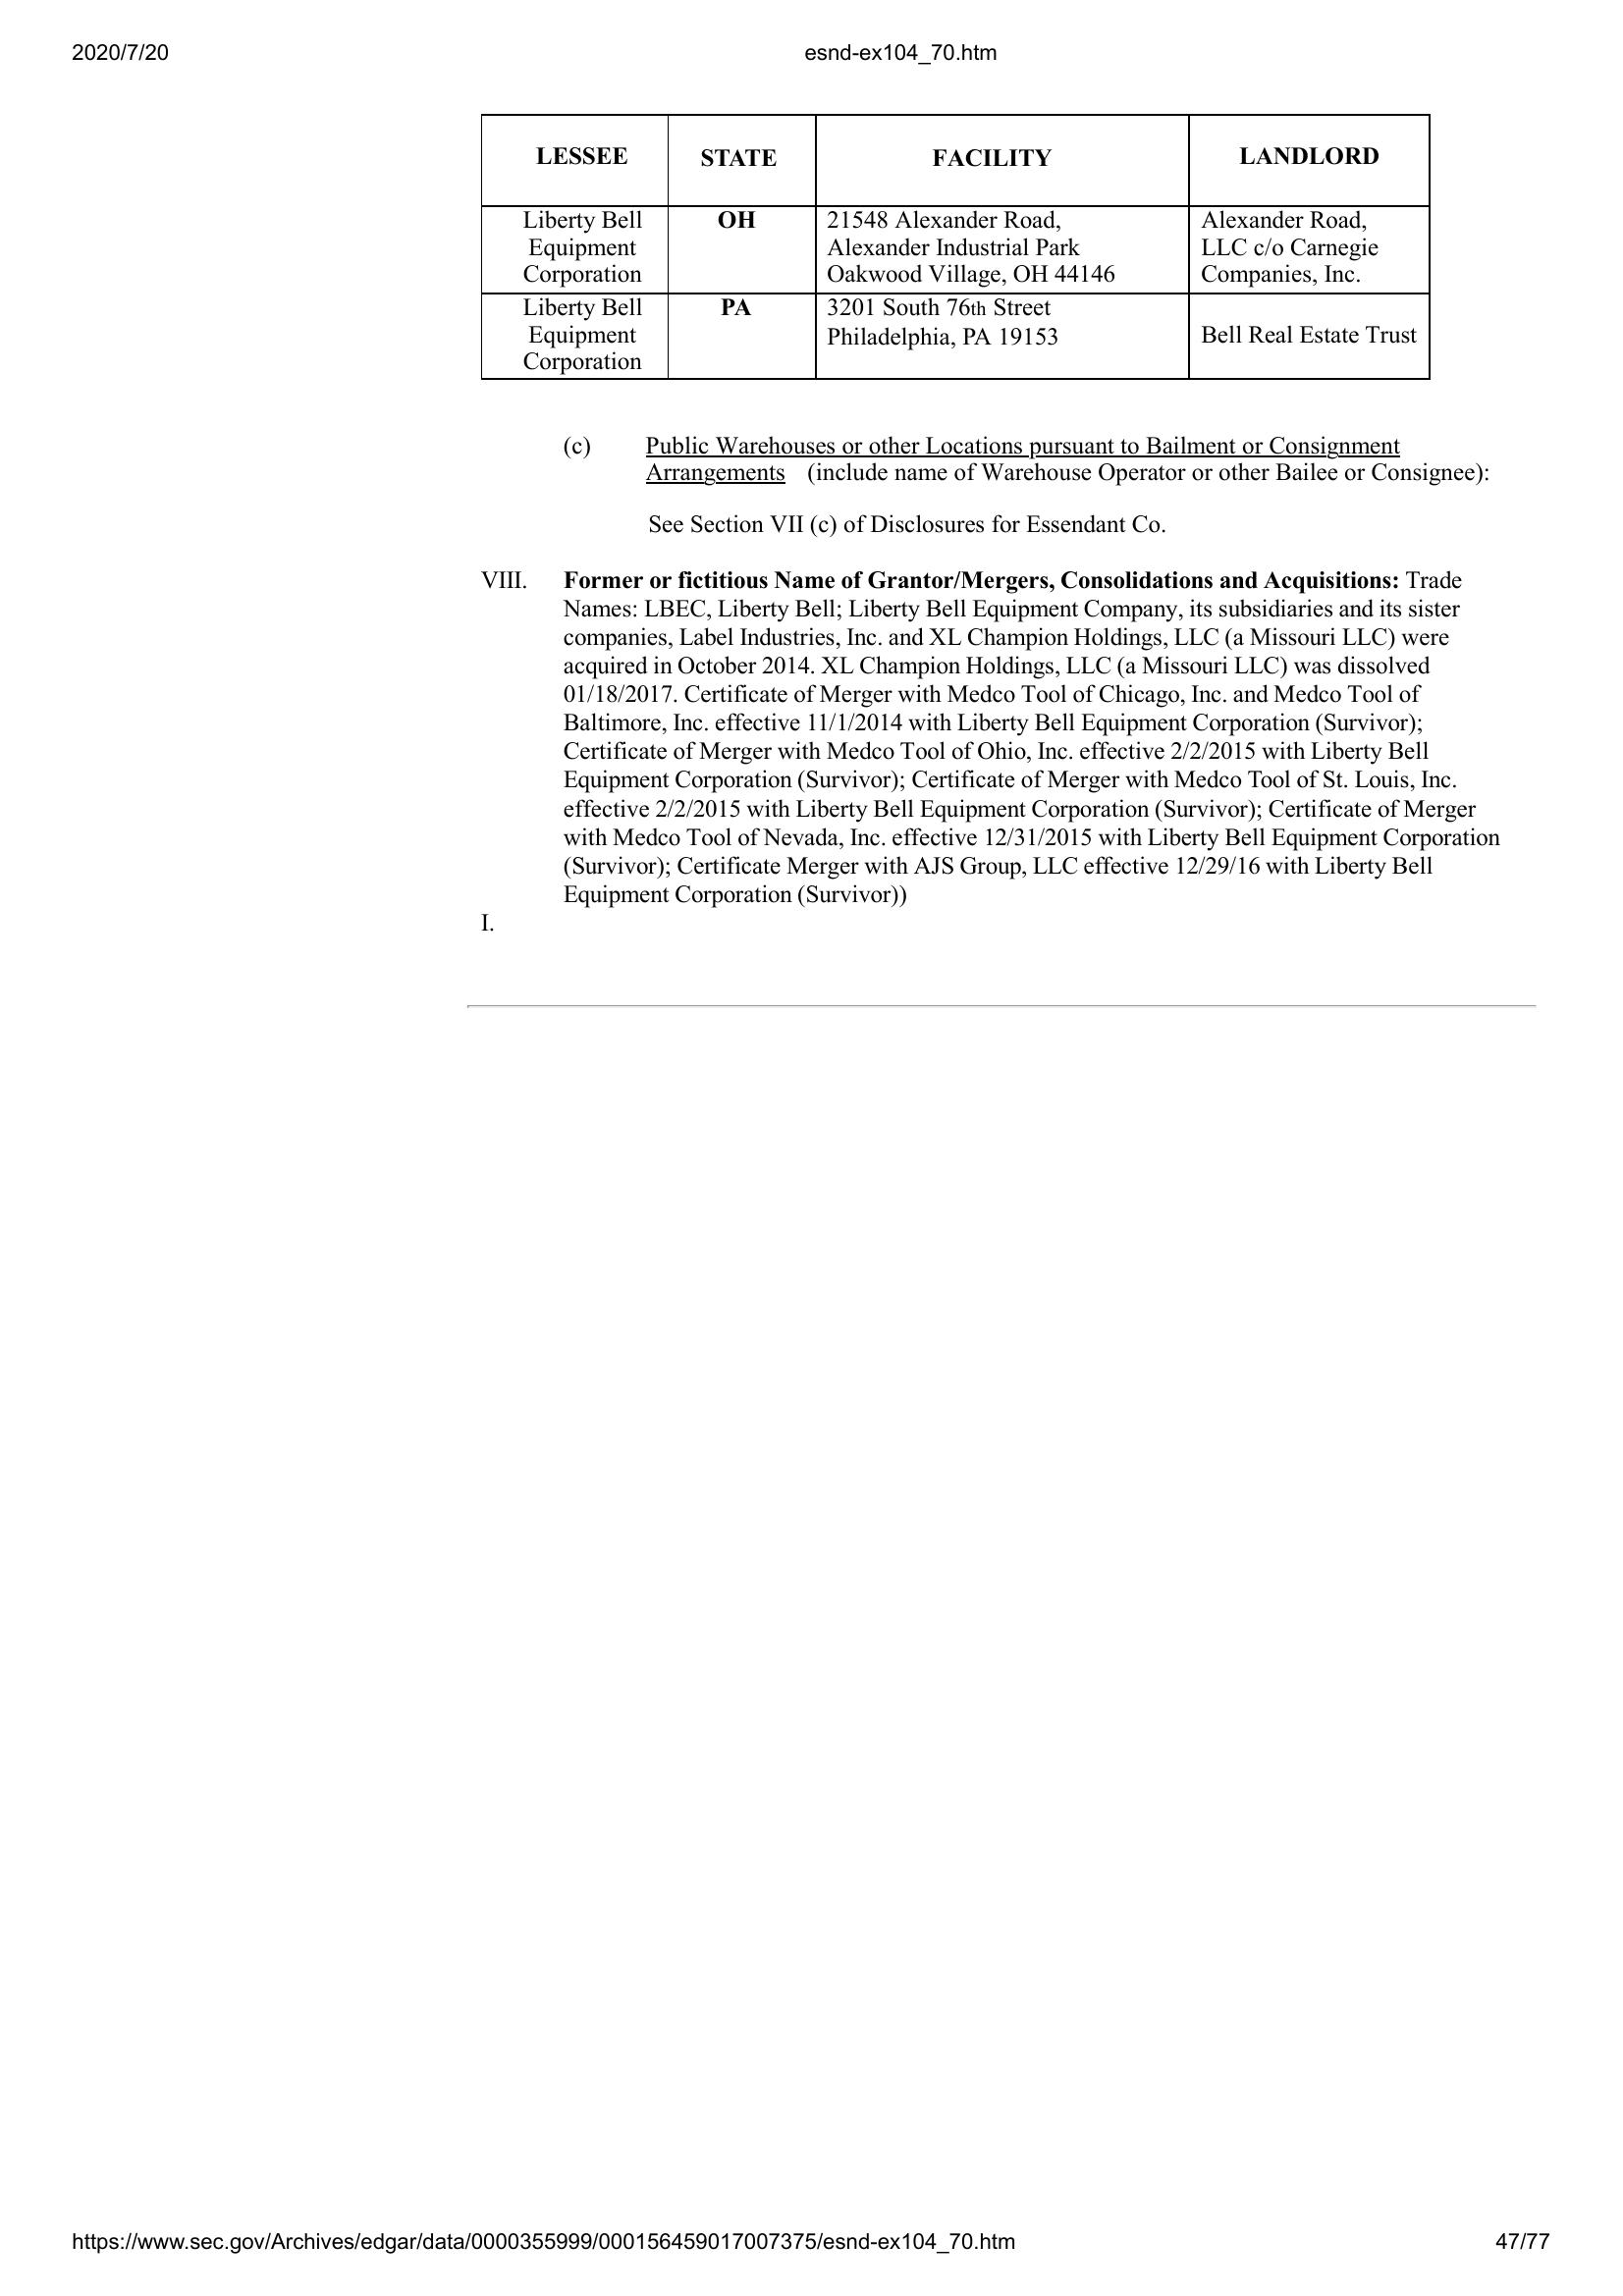 2020/7/20
esnd-ex104_70.htm
LESSEE
STATE
FACILITY
LANDLORD
Liberty Bell
Equipment
Corporation
OH
21548 Alexander Road,
Alexander Industrial Park
Oakwood Village, OH 44146
Alexander Road,
LLC c/o Carnegie
Companies, Inc.
Liberty Bell
Equipment
Corporation
PA
3201 South 76th Street
Philadelphia, PA 19153
Bell Real Estate Trust
(c) Public Warehouses or other Locations pursuant to Bailment or Consignment
Arrangements (include name of Warehouse Operator or other Bailee or Consignee):
See Section VII (c) of Disclosures for Essendant Co.
VIII. Former or fictitious Name of Grantor/Mergers, Consolidations and Acquisitions: Trade
Names: LBEC, Liberty Bell; Liberty Bell Equipment Company, its subsidiaries and its sister
companies, Label Industries, Inc. and XL Champion Holdings, LLC (a Missouri LLC) were
acquired in October 2014. XL Champion Holdings, LLC (a Missouri LLC) was dissolved
01/18/2017. Certificate of Merger with Medco Tool of Chicago, Inc. and Medco Tool of
Baltimore, Inc. effective 11/1/2014 with Liberty Bell Equipment Corporation (Survivor);
Certificate of Merger with Medco Tool of Ohio, Inc. effective 2/2/2015 with Liberty Bell
Equipment Corporation (Survivor); Certificate of Merger with Medco Tool of St. Louis, Inc.
effective 2/2/2015 with Liberty Bell Equipment Corporation (Survivor); Certificate of Merger
with Medco Tool of Nevada, Inc. effective 12/31/2015 with Liberty Bell Equipment Corporation
(Survivor); Certificate Merger with AJS Group, LLC effective 12/29/16 with Liberty Bell
Equipment Corporation (Survivor))
I.
https://www.sec.gov/Archives/edgar/data/0000355999/000156459017007375/esnd-ex104_70.htm
47/77